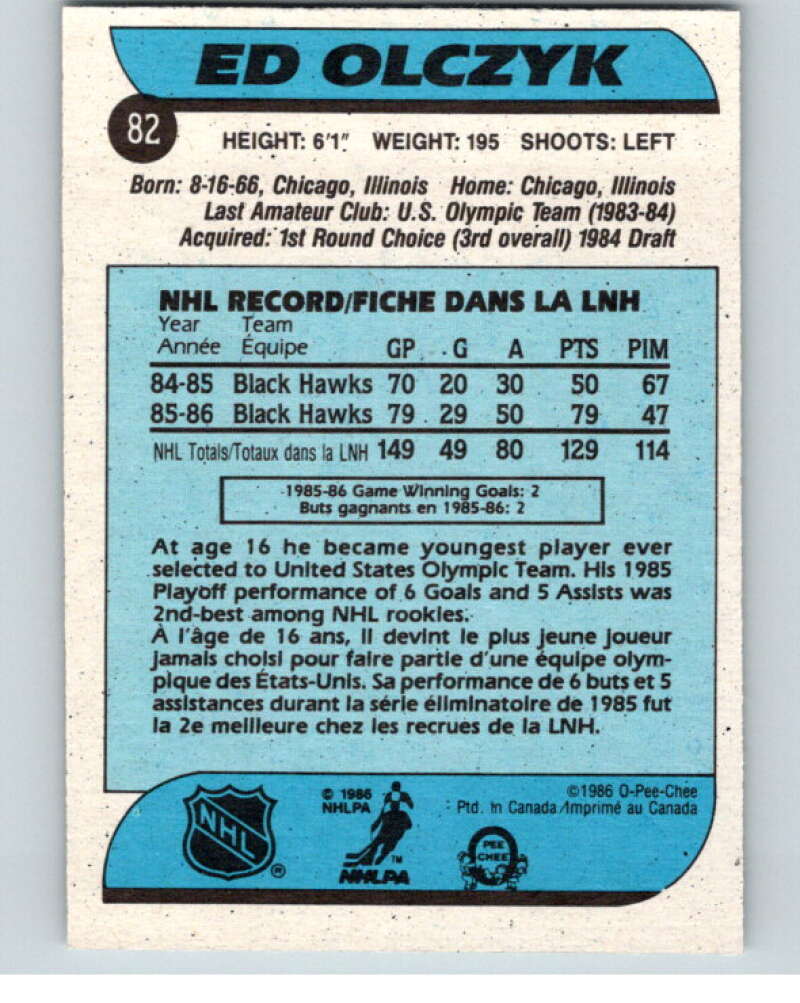 ED OLCZYK
82
HEIGHT: 6'1" WEIGHT: 195 SHOOTS: LEFT
Born: 8-16-66, Chicago, Illinois Home: Chicago, Illinois
Last Amateur Club: U.S. Olympic Team (1983-84)
Acquired: 1st Round Choice (3rd overall) 1984 Draft
NHL RECORD/FICHE DANS LA LNH
Year Team
Année Équipe GP G A PTS PIM
84-85 Black Hawks 70 20 30 50 67
85-86 Black Hawks 79 29 50 79 47
NHL Totals/Totaux dans la LNH 149 49 80 129 114
1985-86 Game Winning Goals: 2
Buts gagnants en 1985-86: 2
At age 16 he became youngest player ever
selected to United States Olympic Team. His 1985
Playoff performance of 6 Goals and 5 Assists was
2nd-best among NHL rookies.
À l'âge de 16 ans, il devint le plus jeune joueur
jamais choisi pour faire partie d'une équipe olym-
pique des États-Unis. Sa performance de 6 buts et 5
assistances durant la série éliminatoire de 1985 fut
la 2e meilleure chez les recrues de la LNH.
NHL
®
© 1986
NHLPA
TM
NHLPA
©1986 O-Pee-Chee
Ptd. in Canada/Imprimé au Canada
PEE
CHEE